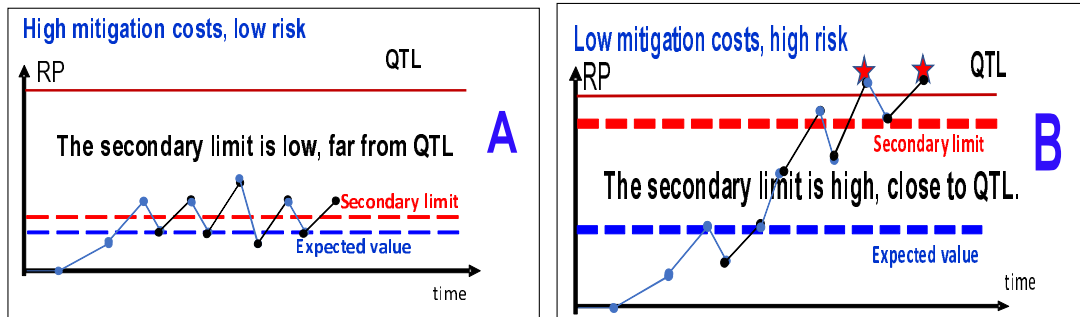 High mitigation costs, low risk
QTL
RP
The secondary limit is low, far from QTL
A
Secondary limit
Expected value
time
Low mitigation costs, high risk
QTL
RP
Secondary limit
B
The secondary limit is high, close to QTL.
Expected value
time